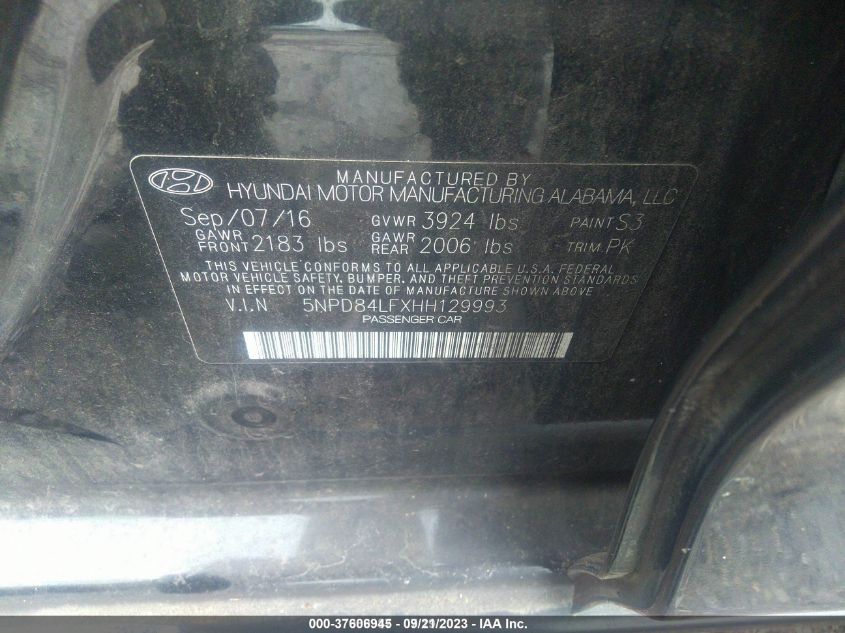 MANUFACTURED BY
HYUNDAI MOTOR MANUFACTURING ALABAMA, LLC
Sep/07/16 GVWR 3924 lbs PAINT S3
GAWR FRONT 2183 lbs GAWR REAR 2006 lbs TRIM PK
THIS VEHICLE CONFORMS TO ALL APPLICABLE U.S.A. FEDERAL
MOTOR VEHICLE SAFETY, BUMPER, AND THEFT PREVENTION STANDARDS
IN EFFECT ON THE DATE OF MANUFACTURE SHOWN ABOVE
V.I.N 5NPD84LFXHH129993
PASSENGER CAR
000-37606945 - 09/21/2023 - IAA Inc.